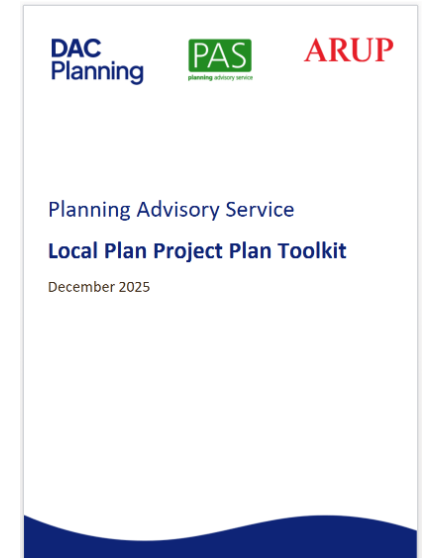 DAC
Planning
PAS
planning advisory service
ARUP
Planning Advisory Service
Local Plan Project Plan Toolkit
December 2025